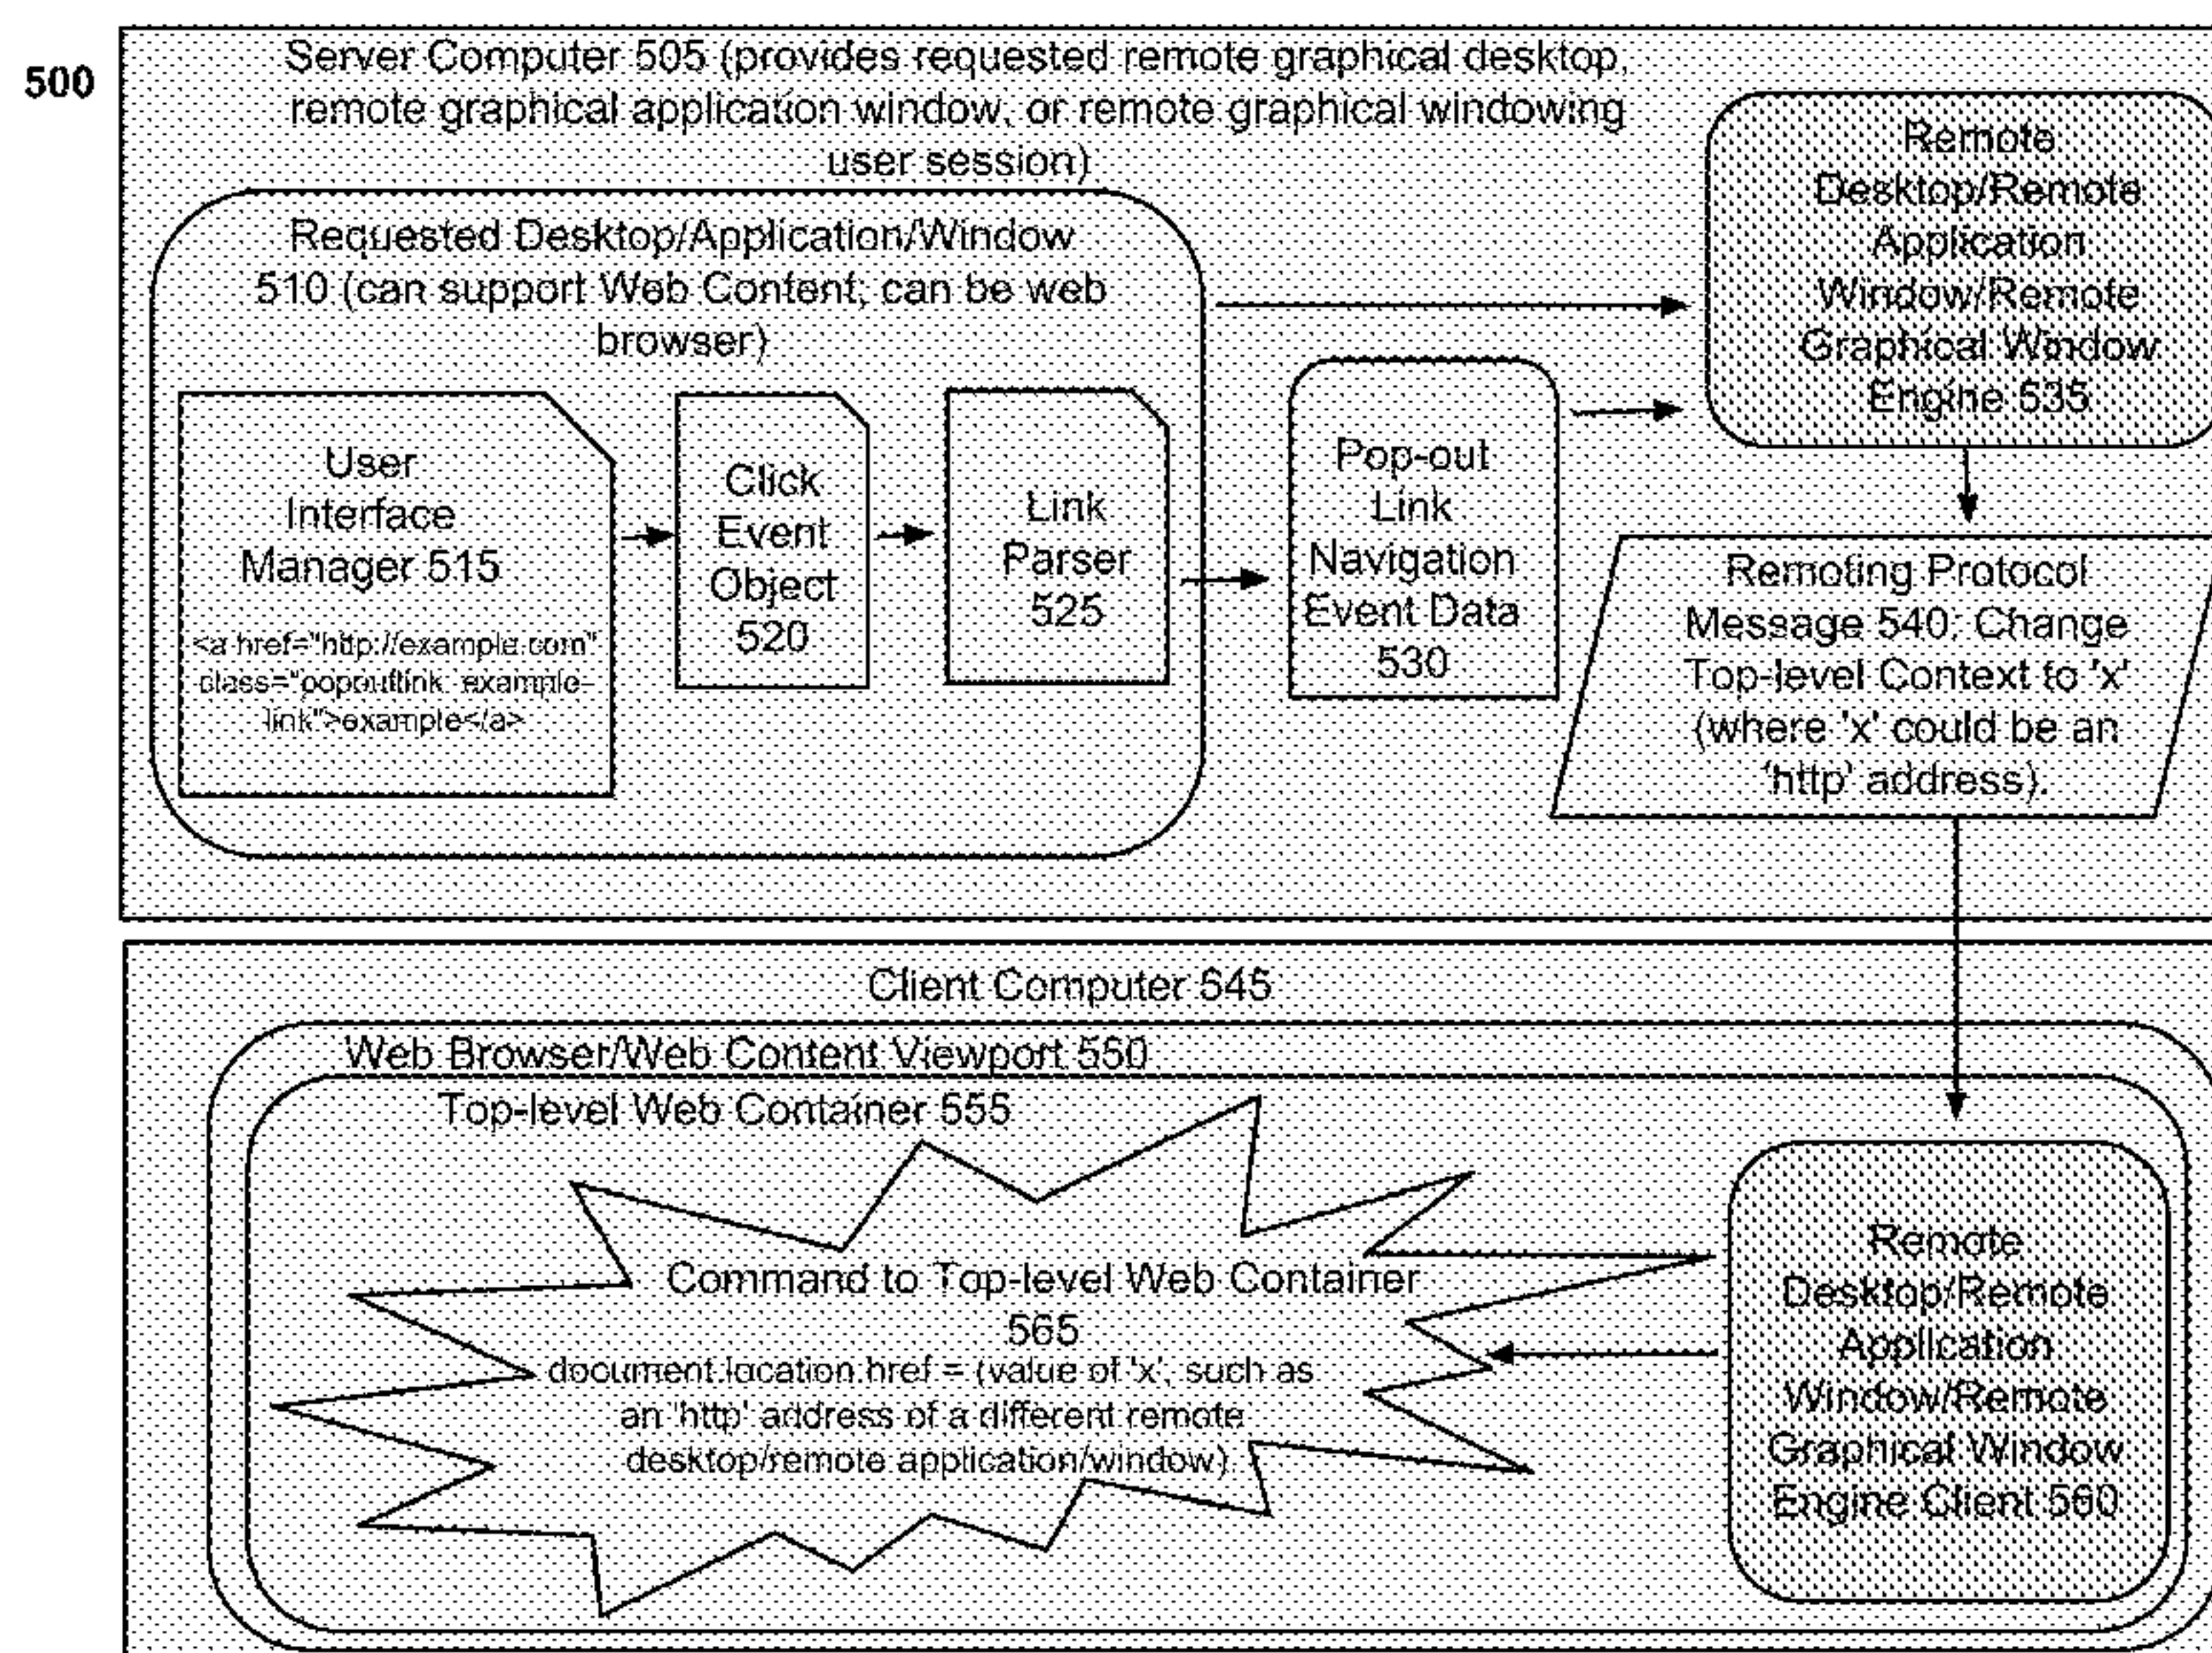 500
Server Computer 505 (provides requested remote graphical desktop,
remote graphical application window, or remote graphical windowing
user session)
Requested Desktop/Application/Window
510 (can support Web Content; can be web
browser)
User
Interface
Manager 515
<a href="http://example.com"
class="popoutlink example-
link">example</a>
Click
Event
Object
520
Link
Parser
525
Pop-out
Link
Navigation
Event Data
530
Remote
Desktop/Remote
Application
Window/Remote
Graphical Window
Engine 535
Remoting Protocol
Message 540: Change
Top-level Context to 'x'
(where 'x' could be an
'http' address).
Client Computer 545
Web Browser/Web Content Viewport 550
Top-level Web Container 555
Command to Top-level Web Container
565
document.location.href = (value of 'x', such as
an 'http' address of a different remote
desktop/remote application/window).
Remote
Desktop/Remote
Application
Window/Remote
Graphical Window
Engine Client 560